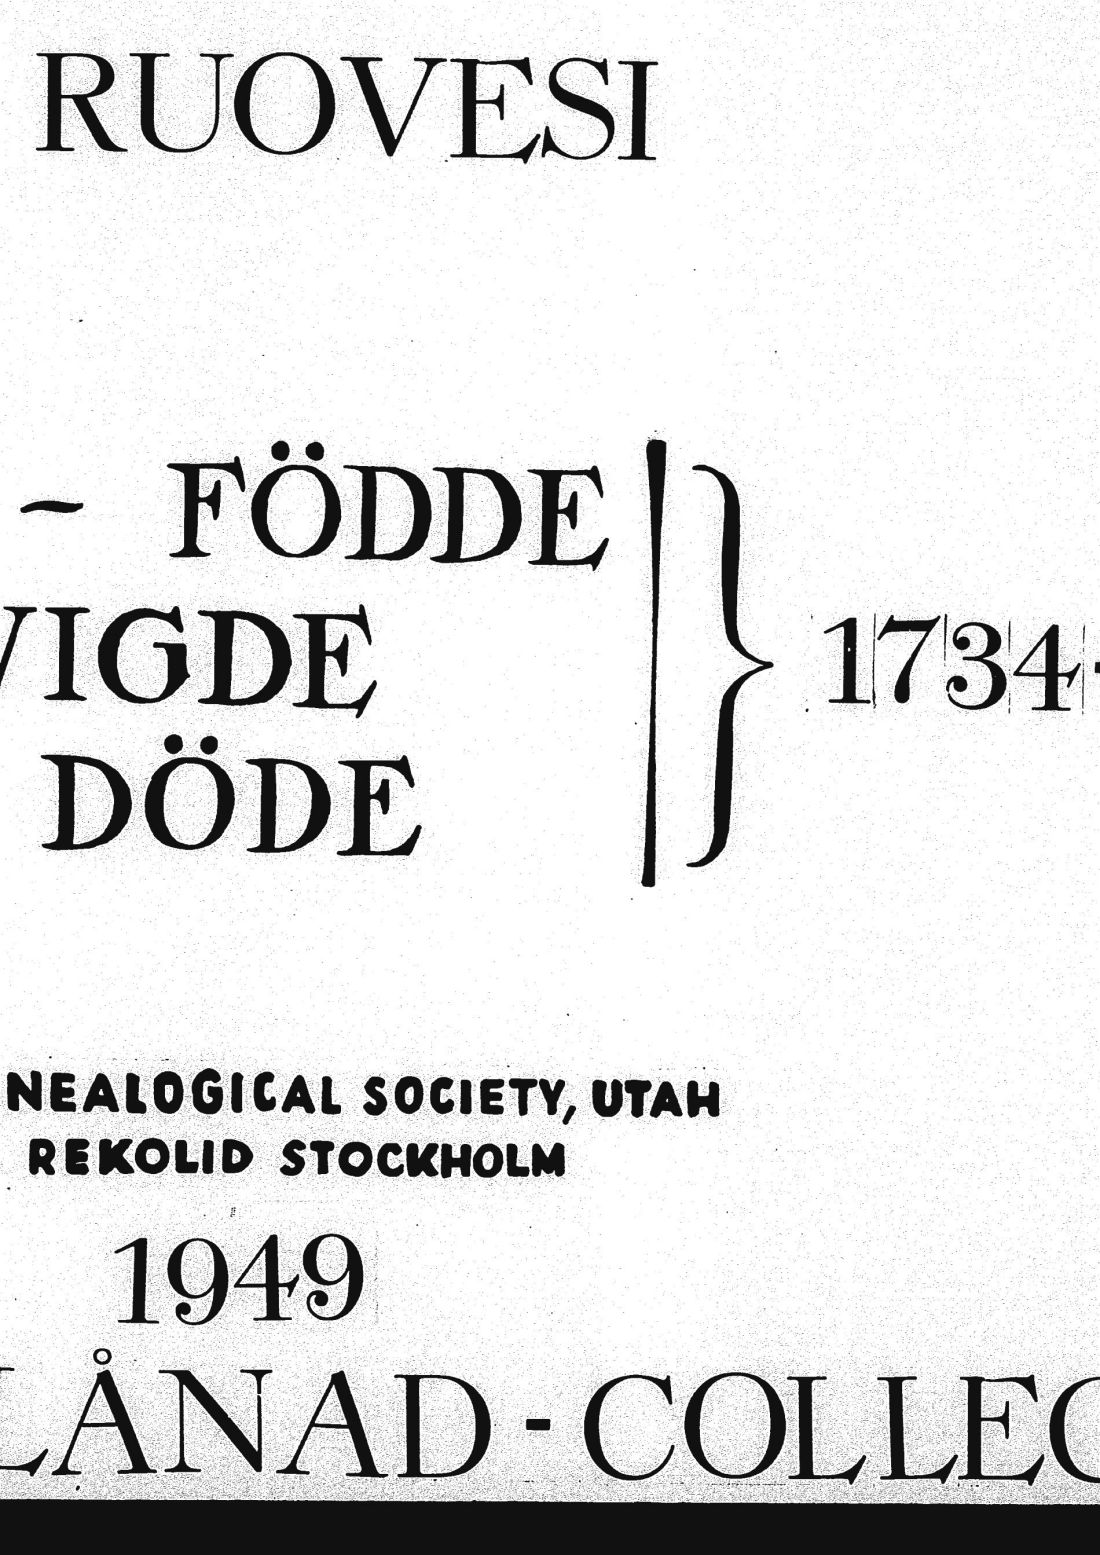 RUOVESI
~ FÖDDE
VIGDE } 1734-
DÖDE
NEALOGICAL SOCIETY, UTAH
REKOLID STOCKHOLM
1949
LÅNAD - COLLEC